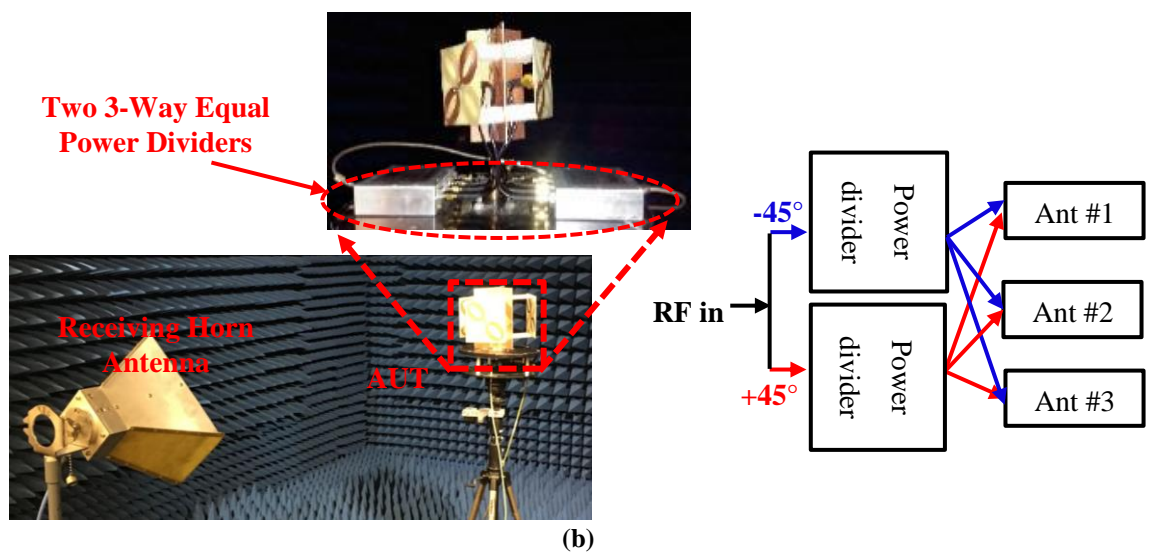 Two 3-Way Equal
Power Dividers
Receiving Horn
Antenna
AUT
RF in
-45°
+45°
Power
divider
Power
divider
Ant #1
Ant #2
Ant #3
(b)